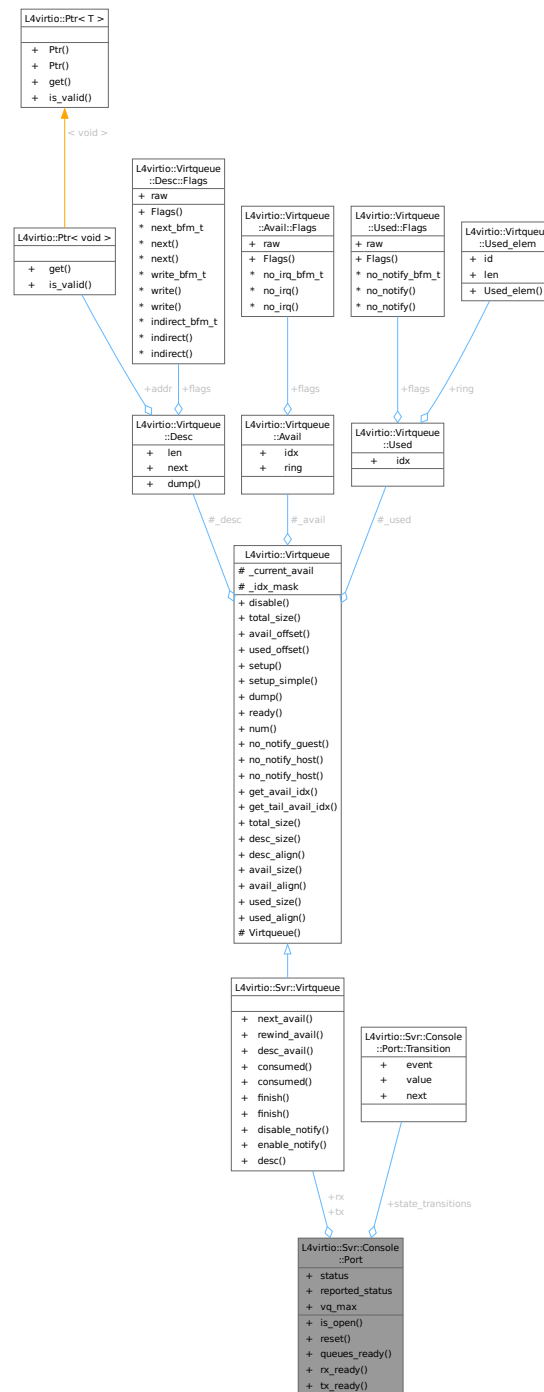 L4virtio::Ptr< T >
+ Ptr()
+ Ptr()
+ get()
+ is_valid()
< void >
L4virtio::Ptr< void >
+ get()
+ is_valid()
L4virtio::Virtqueue
::Desc::Flags
+ raw
+ Flags()
* next_bfm_t
* next()
* next()
* write_bfm_t
* write()
* write()
* indirect_bfm_t
* indirect()
* indirect()
L4virtio::Virtqueue
::Avail::Flags
+ raw
+ Flags()
* no_irq_bfm_t
* no_irq()
* no_irq()
L4virtio::Virtqueue
::Used::Flags
+ raw
+ Flags()
* no_notify_bfm_t
* no_notify()
* no_notify()
L4virtio::Virtqueue
::Used_elem
+ id
+ len
+ Used_elem()
+addr
+flags
+flags
+flags
+ring
L4virtio::Virtqueue
::Desc
+ len
+ next
+ dump()
L4virtio::Virtqueue
::Avail
+ idx
+ ring
L4virtio::Virtqueue
::Used
+ idx
#_desc
#_avail
#_used
L4virtio::Virtqueue
# _current_avail
# _idx_mask
+ disable()
+ total_size()
+ avail_offset()
+ used_offset()
+ setup()
+ setup_simple()
+ dump()
+ ready()
+ num()
+ no_notify_guest()
+ no_notify_host()
+ no_notify_host()
+ get_avail_idx()
+ get_tail_avail_idx()
+ total_size()
+ desc_size()
+ desc_align()
+ avail_size()
+ avail_align()
+ used_size()
+ used_align()
# Virtqueue()
L4virtio::Svr::Virtqueue
+ next_avail()
+ rewind_avail()
+ desc_avail()
+ consumed()
+ consumed()
+ finish()
+ finish()
+ disable_notify()
+ enable_notify()
+ desc()
L4virtio::Svr::Console
::Port::Transition
+ event
+ value
+ next
+rx
+tx
+state_transitions
L4virtio::Svr::Console
::Port
+ status
+ reported_status
+ vq_max
+ is_open()
+ reset()
+ queues_ready()
+ rx_ready()
+ tx_ready()